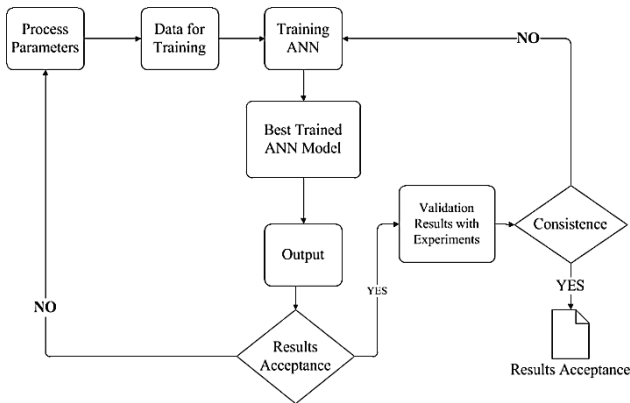 Process
Parameters
Data for
Training
Training
ANN
NO
Best Trained
ANN Model
Validation
Results with
Experiments
Consistence
Output
YES
YES
NO
Results
Acceptance
Results Acceptance